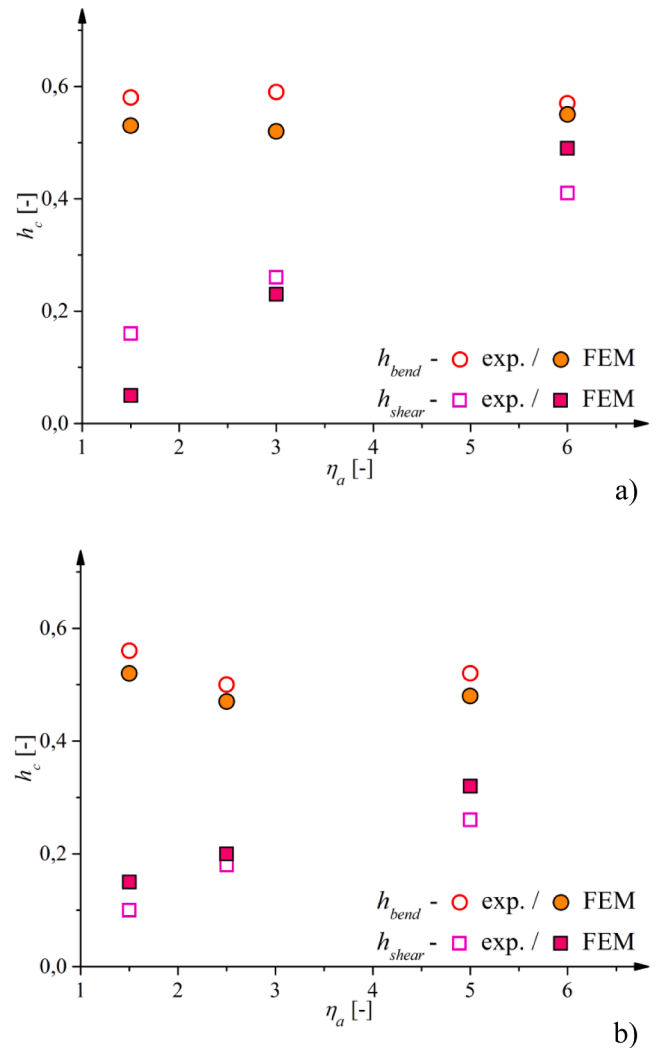 0,6
0,4
0,2
0,0
h_c [-]
h_bend - exp. / FEM
h_shear - exp. / FEM
1 2 3 4 5 6
η_a [-]
a)
0,6
0,4
0,2
0,0
h_c [-]
h_bend - exp. / FEM
h_shear - exp. / FEM
1 2 3 4 5 6
η_a [-]
b)